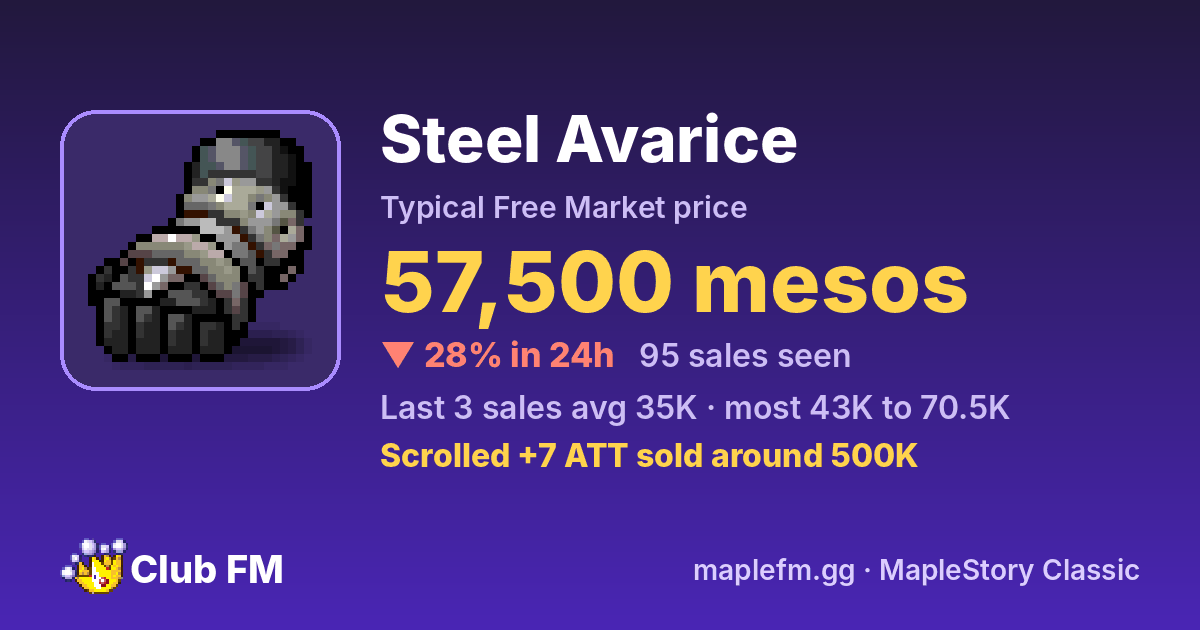 Steel Avarice
Typical Free Market price
57,500 mesos
▼ 28% in 24h 95 sales seen
Last 3 sales avg 35K · most 43K to 70.5K
Scrolled +7 ATT sold around 500K
Club FM
maplefm.gg · MapleStory Classic